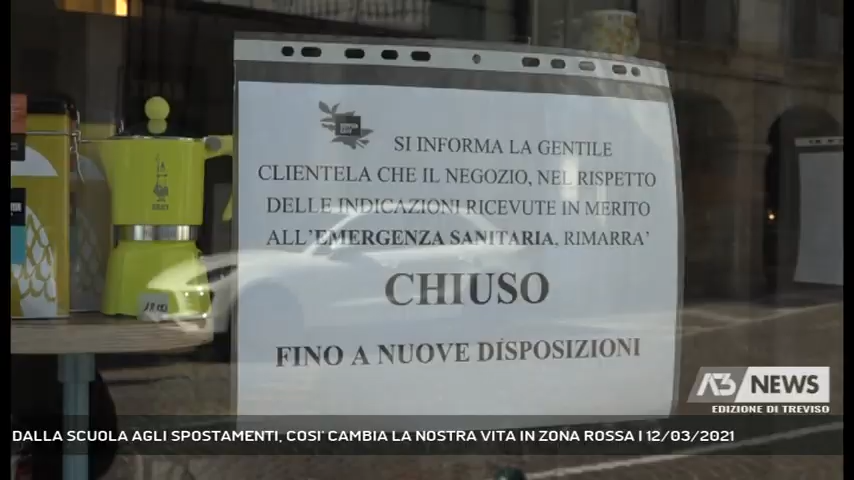 SI INFORMA LA GENTILE
CLIENTELA CHE IL NEGOZIO, NEL RISPETTO
DELLE INDICAZIONI RICEVUTE IN MERITO
ALL'EMERGENZA SANITARIA, RIMARRA'
CHIUSO
FINO A NUOVE DISPOSIZIONI
A3 NEWS
EDIZIONE DI TREVISO
DALLA SCUOLA AGLI SPOSTAMENTI, COSI' CAMBIA LA NOSTRA VITA IN ZONA ROSSA | 12/03/2021